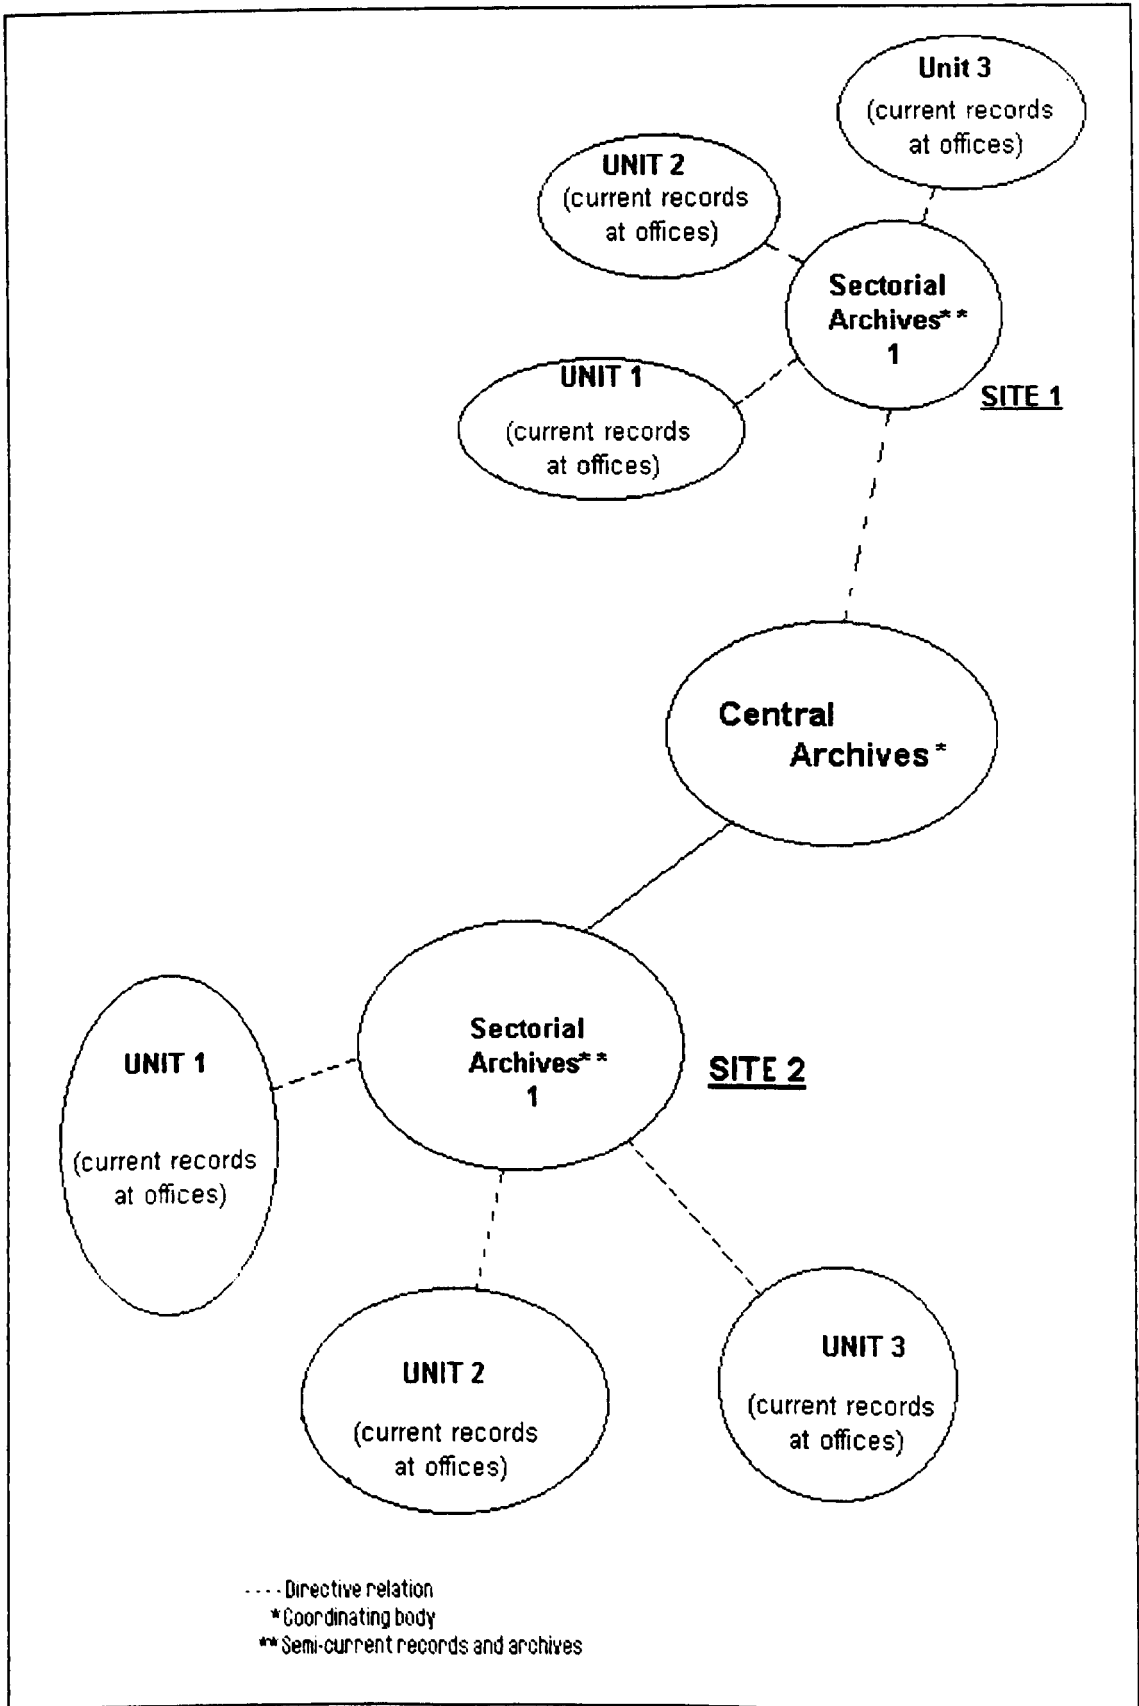 Unit 3
(current records
at offices)
UNIT 2
(current records
at offices)
Sectorial
Archives**
1
SITE 1
UNIT 1
(current records
at offices)
Central
Archives*
Sectorial
Archives**
1
SITE 2
UNIT 1
(current records
at offices)
UNIT 2
(current records
at offices)
UNIT 3
(current records
at offices)
---- Directive relation
*Coordinating body
**Semi-current records and archives